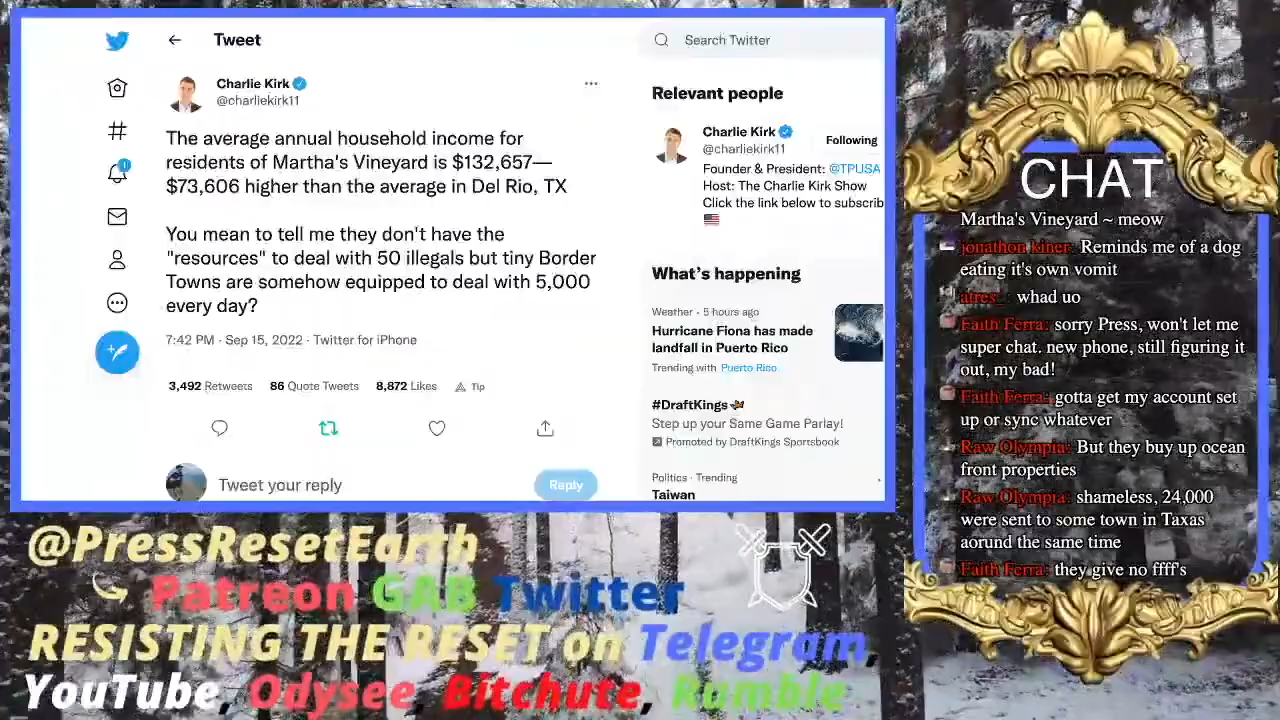 Tweet
Search Twitter
Charlie Kirk
@charliekirk11
The average annual household income for
residents of Martha's Vineyard is $132,657—
$73,606 higher than the average in Del Rio, TX
You mean to tell me they don't have the
"resources" to deal with 50 illegals but tiny Border
Towns are somehow equipped to deal with 5,000
every day?
7:42 PM · Sep 15, 2022 · Twitter for iPhone
3,492 Retweets 86 Quote Tweets 8,872 Likes Tip
Tweet your reply
Reply
1
Relevant people
Charlie Kirk
@charliekirk11
Following
Founder & President: @TPUSA
Host: The Charlie Kirk Show
Click the link below to subscrib
What's happening
Weather · 5 hours ago
Hurricane Fiona has made
landfall in Puerto Rico
Trending with Puerto Rico
#DraftKings
Step up your Same Game Parlay!
Promoted by DraftKings Sportsbook
Politics · Trending
Taiwan
CHAT
Martha's Vineyard ~ meow
jonathon kiner: Reminds me of a dog
eating it's own vomit
atres_: whad uo
Faith Ferra: sorry Press, won't let me
super chat. new phone, still figuring it
out, my bad!
Faith Ferra: gotta get my account set
up or sync whatever
Raw Olympia: But they buy up ocean
front properties
Raw Olympia: shameless, 24,000
were sent to some town in Taxas
aorund the same time
Faith Ferra: they give no ffff's
@PressResetEarth
Patreon GAB Twitter
RESISTING THE RESET on Telegram,
YouTube, Odysee, Bitchute, Rumble